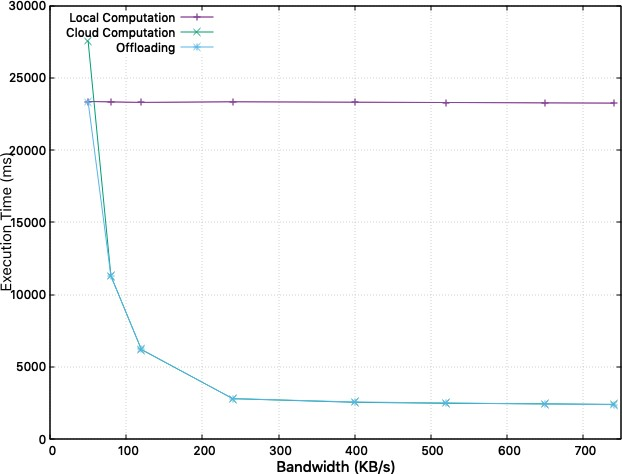 Local Computation
Cloud Computation
Offloading
30000
25000
20000
15000
10000
5000
0
Execution Time (ms)
0 100 200 300 400 500 600 700
Bandwidth (KB/s)